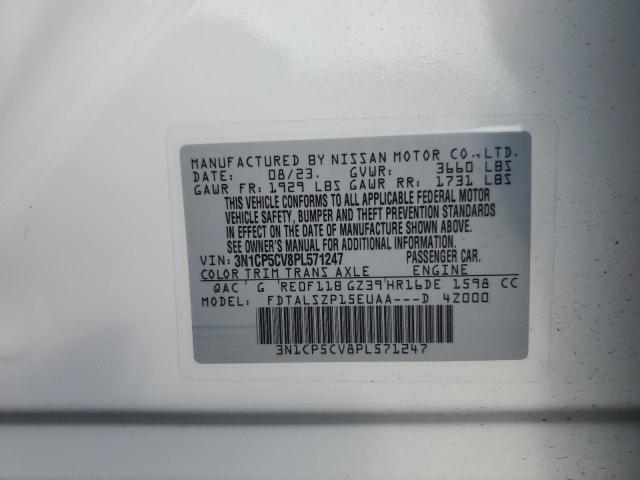 MANUFACTURED BY NISSAN MOTOR CO., LTD.
DATE: 08/23. GVWR: 3660 LBS
GAWR FR: 1929 LBS GAWR RR: 1731 LBS
THIS VEHICLE CONFORMS TO ALL APPLICABLE FEDERAL MOTOR
VEHICLE SAFETY, BUMPER AND THEFT PREVENTION STANDARDS
IN EFFECT ON THE DATE OF MANUFACTURE SHOWN ABOVE.
SEE OWNER'S MANUAL FOR ADDITIONAL INFORMATION.
VIN: 3N1CP5CV8PL571247 PASSENGER CAR.
COLOR TRIM TRANS AXLE ENGINE
QAC G RE0F11B GZ39 HR16DE 1598 CC
MODEL: FDTALSZP15EUAA---D 4Z000
3N1CP5CV8PL571247